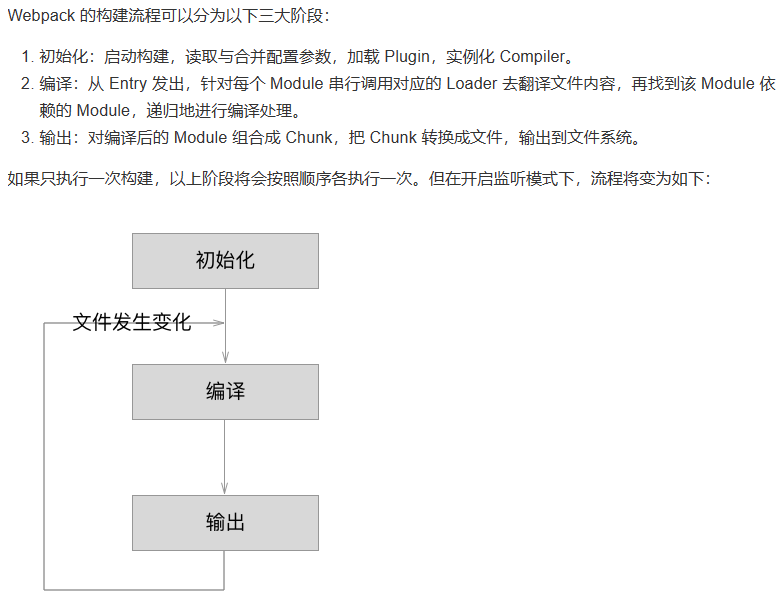 Webpack 的构建流程可以分为以下三大阶段：
1. 初始化：启动构建，读取与合并配置参数，加载 Plugin，实例化 Compiler。
2. 编译：从 Entry 发出，针对每个 Module 串行调用对应的 Loader 去翻译文件内容，再找到该 Module 依
赖的 Module，递归地进行编译处理。
3. 输出：对编译后的 Module 组合成 Chunk，把 Chunk 转换成文件，输出到文件系统。
如果只执行一次构建，以上阶段将会按照顺序各执行一次。但在开启监听模式下，流程将变为如下：
初始化
文件发生变化
编译
输出